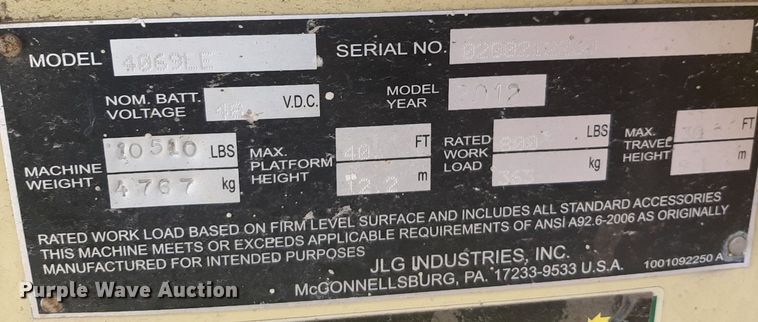 MODEL 4069LE SERIAL NO.
NOM. BATT. VOLTAGE V.D.C. MODEL YEAR 2012
MACHINE WEIGHT 10510 LBS 4767 kg MAX. PLATFORM HEIGHT 40 FT 12.2 m RATED WORK LOAD 800 LBS 363 kg MAX. TRAVEL HEIGHT FT m
RATED WORK LOAD BASED ON FIRM LEVEL SURFACE AND INCLUDES ALL STANDARD ACCESSORIES
THIS MACHINE MEETS OR EXCEEDS APPLICABLE REQUIREMENTS OF ANSI A92.6-2006 AS ORIGINALLY
MANUFACTURED FOR INTENDED PURPOSES
JLG INDUSTRIES, INC.
McCONNELLSBURG, PA. 17233-9533 U.S.A. 1001092250 A
Purple Wave Auction